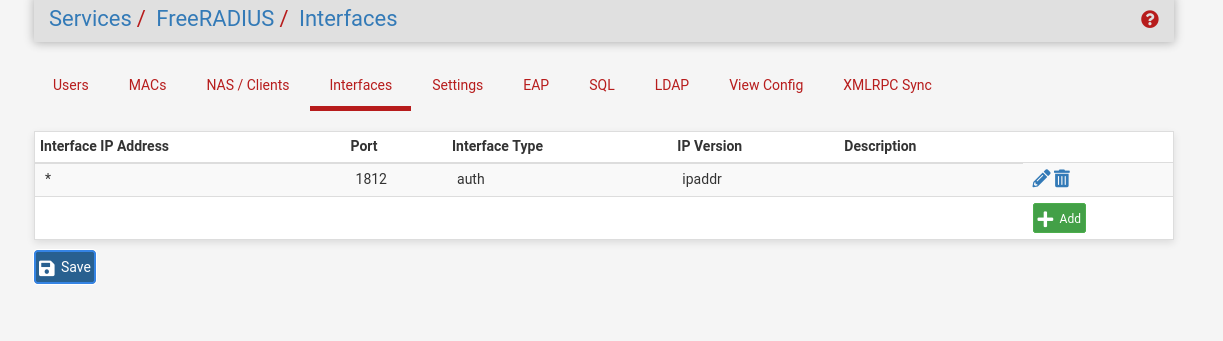 Services / FreeRADIUS / Interfaces
Users MACs NAS / Clients Interfaces Settings EAP SQL LDAP View Config XMLRPC Sync
Interface IP Address Port Interface Type IP Version Description
* 1812 auth ipaddr
Add
Save